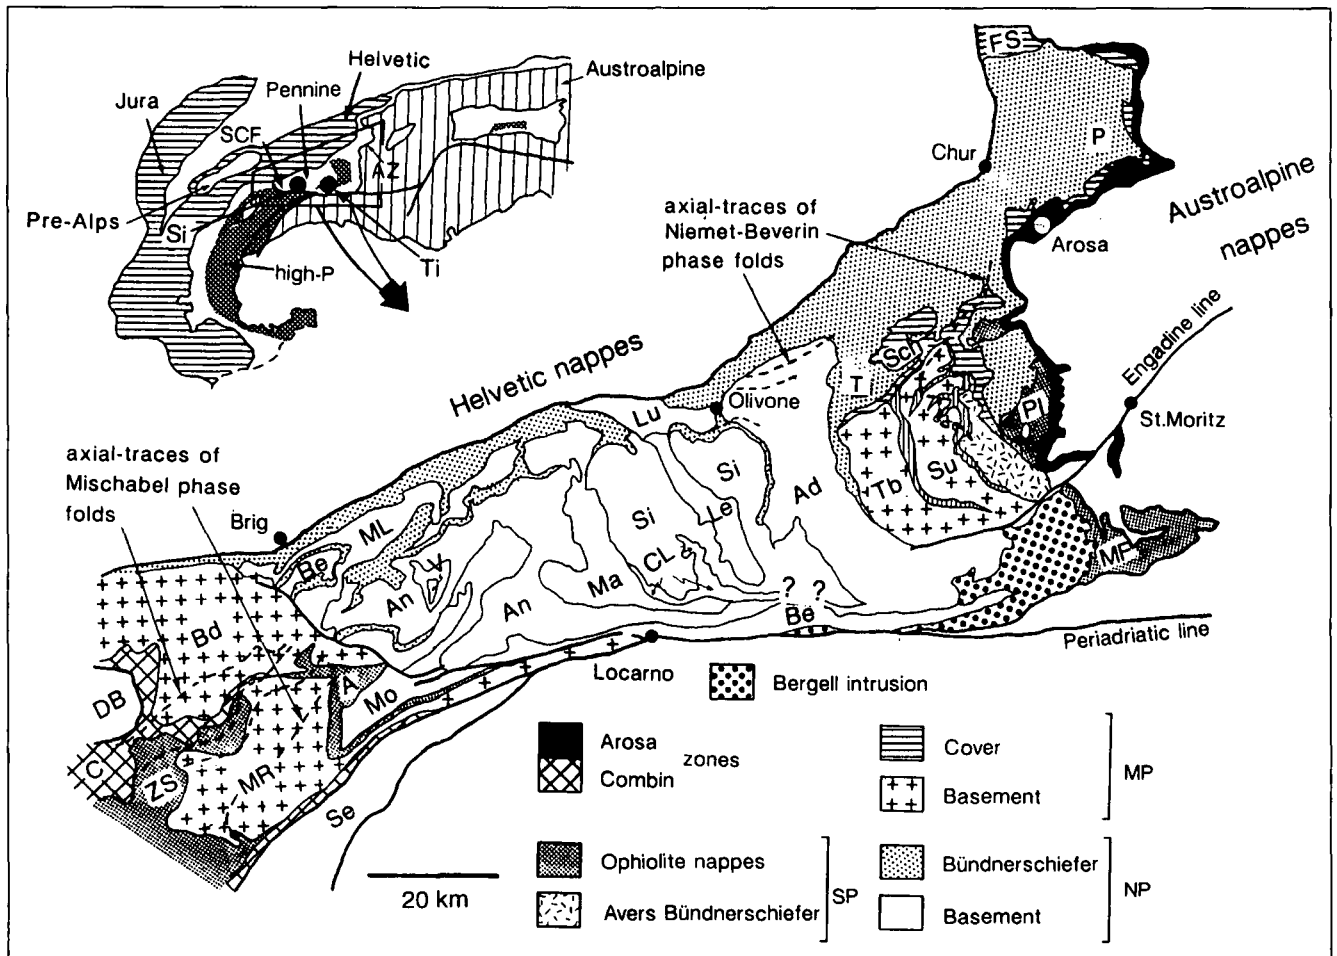 Helvetic
Austroalpine
Pennine
Jura
SCF
AZ
Pre-Alps
Si
high-P
Ti
FS
P
Chur
Austroalpine
nappes
Arosa
axial-traces of
Niemet-Beverin
phase folds
Engadine line
St.Moritz
Helvetic nappes
Sch
Ti
Pl
Olivone
Lu
Si
Su
Tb
Ad
Le
Si
CL
Ma
axial-traces of
Mischabel phase
folds
Brig
ML
Be
V
An
An
MP
? ?
Be
Periadriatic line
Bd
Locarno
A
Mo
DB
C
ZS
MR
Se
Bergell intrusion
Arosa
Combin
zones
Cover
Basement
MP
Ophiolite nappes
Avers Bündnerschiefer
SP
Bündnerschiefer
Basement
NP
20 km